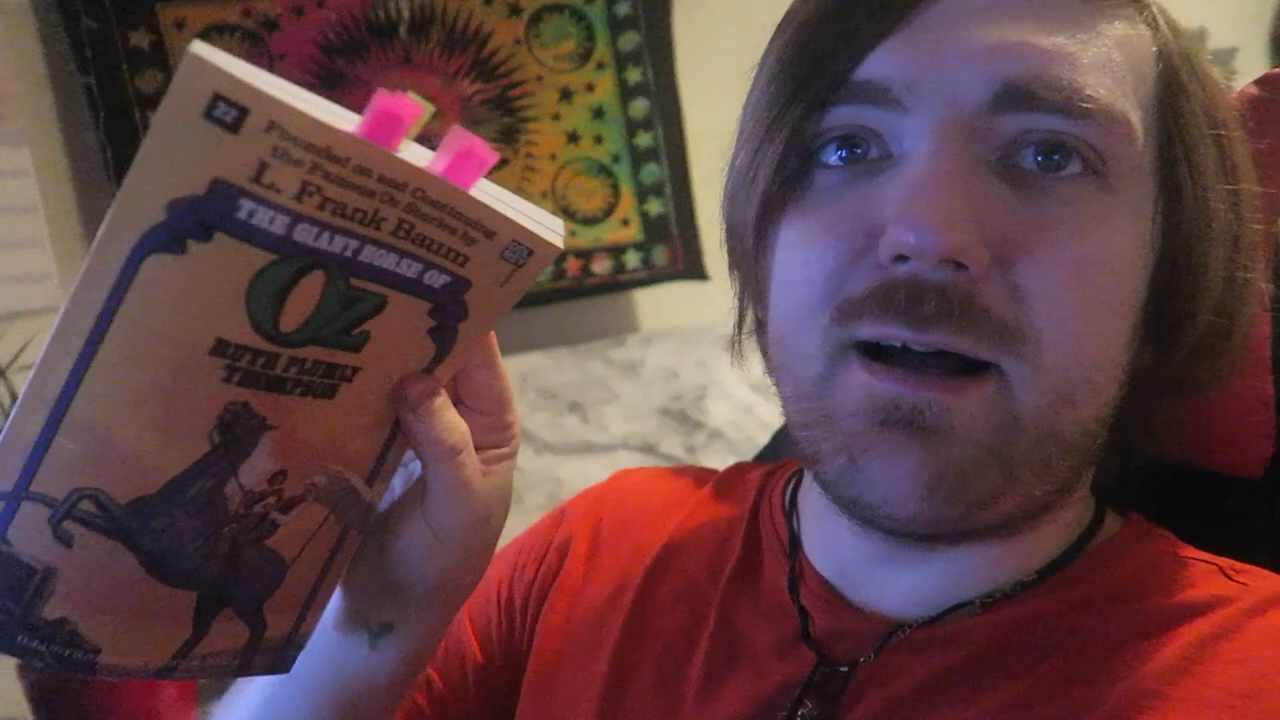 22
Founded on and Continuing
the Famous Oz Stories by
L. Frank Baum
THE GIANT HORSE OF
OZ
RUTH PLUMLY
THOMPSON